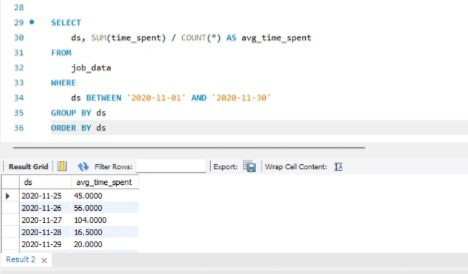 28
29 SELECT
30 ds, SUM(time_spent) / COUNT(*) AS avg_time_spent
31 FROM
32 job_data
33 WHERE
34 ds BETWEEN '2020-11-01' AND '2020-11-30'
35 GROUP BY ds
36 ORDER BY ds
Result Grid Filter Rows: Export: Wrap Cell Content:
ds avg_time_spent
2020-11-25 45.0000
2020-11-26 56.0000
2020-11-27 104.0000
2020-11-28 16.5000
2020-11-29 20.0000
Result 2 ×